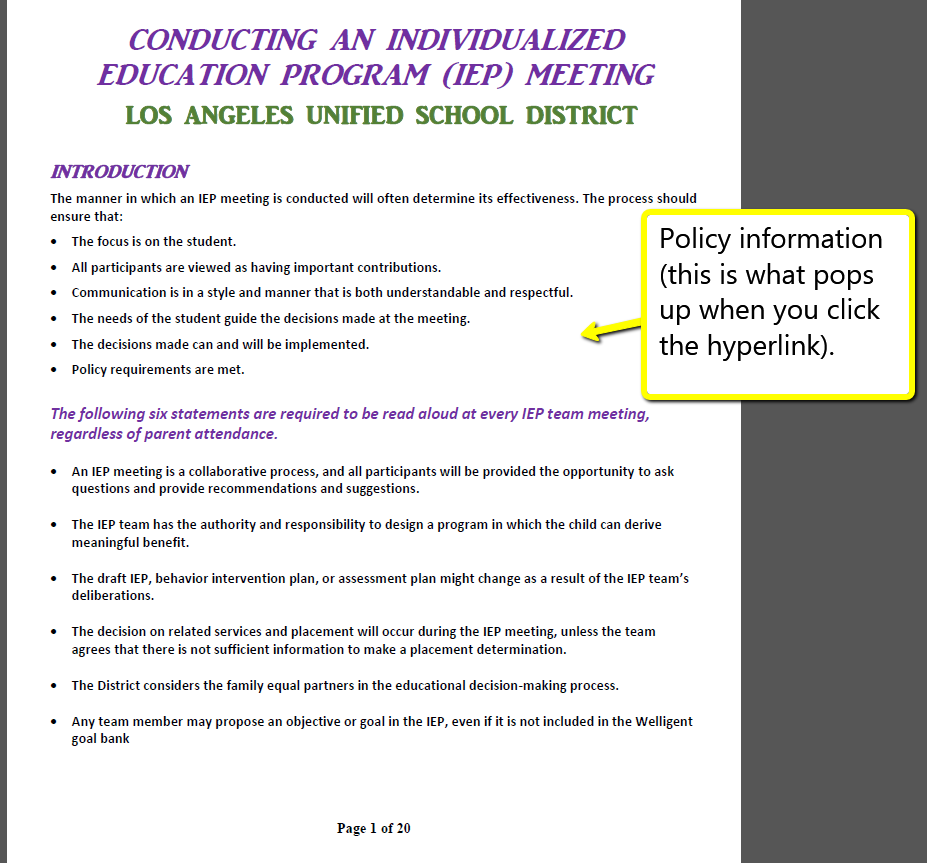 CONDUCTING AN INDIVIDUALIZED
EDUCATION PROGRAM (IEP) MEETING
LOS ANGELES UNIFIED SCHOOL DISTRICT
INTRODUCTION
The manner in which an IEP meeting is conducted will often determine its effectiveness. The process should
ensure that:
• The focus is on the student.
• All participants are viewed as having important contributions.
• Communication is in a style and manner that is both understandable and respectful.
• The needs of the student guide the decisions made at the meeting.
• The decisions made can and will be implemented.
• Policy requirements are met.
Policy information
(this is what pops
up when you click
the hyperlink).
The following six statements are required to be read aloud at every IEP team meeting,
regardless of parent attendance.
• An IEP meeting is a collaborative process, and all participants will be provided the opportunity to ask
questions and provide recommendations and suggestions.
• The IEP team has the authority and responsibility to design a program in which the child can derive
meaningful benefit.
• The draft IEP, behavior intervention plan, or assessment plan might change as a result of the IEP team’s
deliberations.
• The decision on related services and placement will occur during the IEP meeting, unless the team
agrees that there is not sufficient information to make a placement determination.
• The District considers the family equal partners in the educational decision-making process.
• Any team member may propose an objective or goal in the IEP, even if it is not included in the Welligent
goal bank
Page 1 of 20